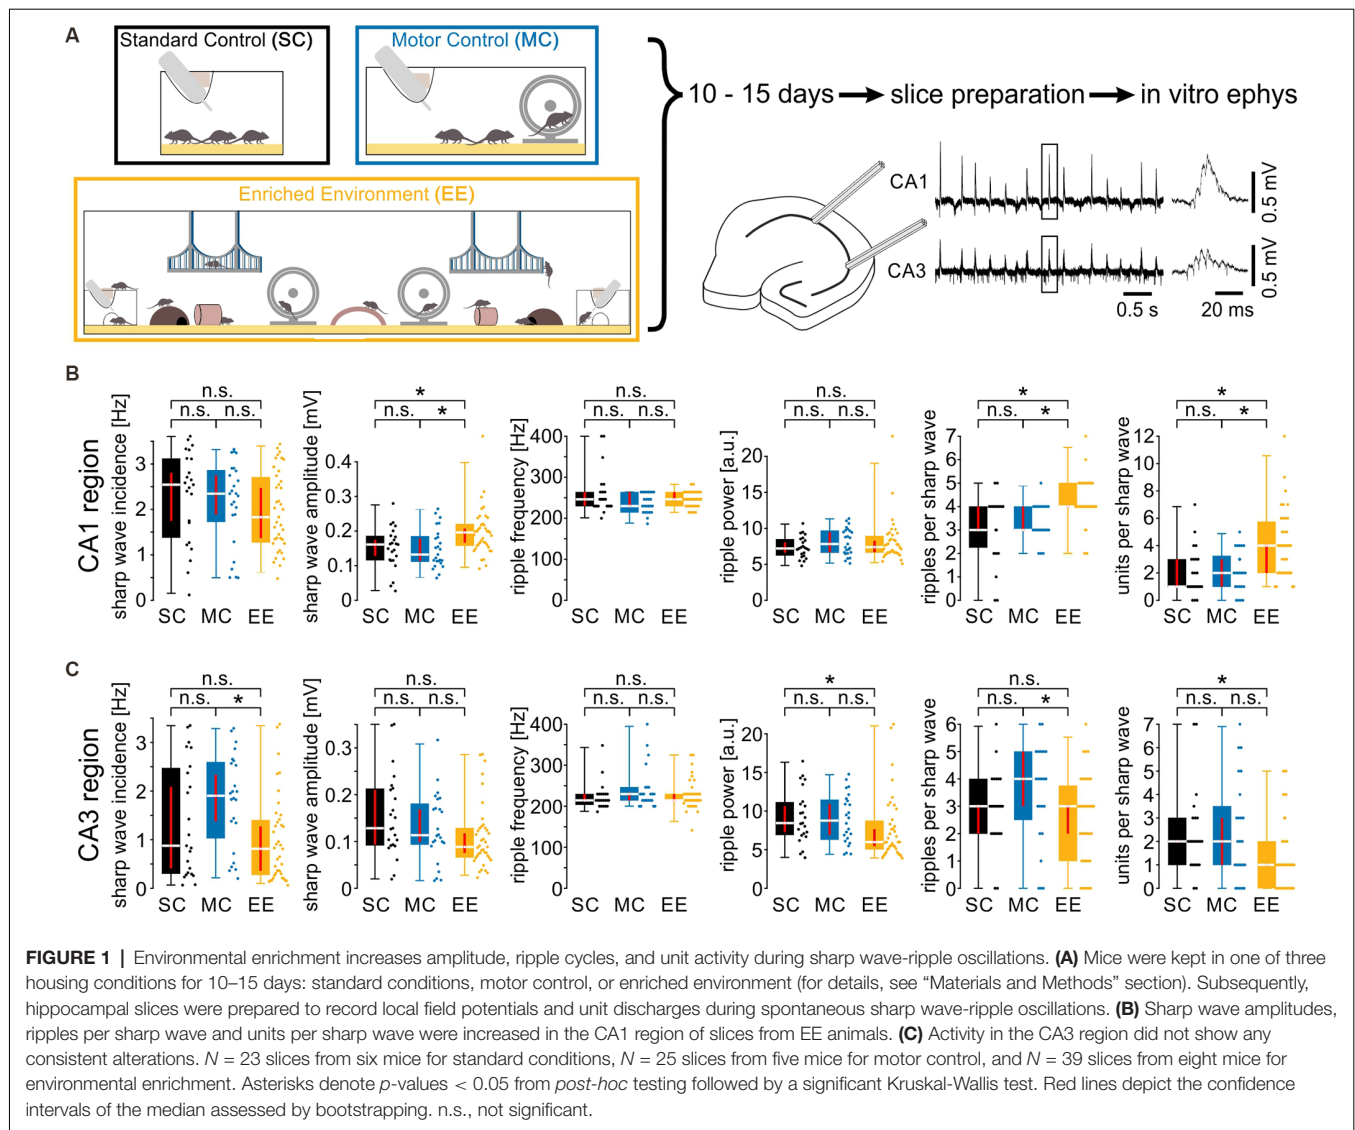 A
Standard Control (SC)
Motor Control (MC)
Enriched Environment (EE)
10 - 15 days
slice preparation
in vitro ephys
CA1
0.5 mV
CA3
0.5 mV
0.5 s
20 ms
B
CA1 region
sharp wave incidence [Hz]
n.s.
n.s. n.s.
3
2
1
0
SC MC EE
sharp wave amplitude [mV]
*
n.s. *
0.4
0.3
0.2
0.1
0
SC MC EE
ripple frequency [Hz]
n.s.
n.s. n.s.
400
300
200
100
0
SC MC EE
ripple power [a.u.]
n.s.
n.s. n.s.
20
15
10
5
0
SC MC EE
ripples per sharp wave
*
n.s. *
7
6
5
4
3
2
1
0
SC MC EE
units per sharp wave
*
n.s. *
12
10
8
6
4
2
0
SC MC EE
C
CA3 region
sharp wave incidence [Hz]
n.s.
n.s. *
3
2
1
0
SC MC EE
sharp wave amplitude [mV]
n.s.
n.s. n.s.
0.3
0.2
0.1
0
SC MC EE
ripple frequency [Hz]
n.s.
n.s. n.s.
400
300
200
100
0
SC MC EE
ripple power [a.u.]
*
n.s. n.s.
20
15
10
5
0
SC MC EE
ripples per sharp wave
n.s.
n.s. *
6
5
4
3
2
1
0
SC MC EE
units per sharp wave
*
n.s. n.s.
7
6
5
4
3
2
1
0
SC MC EE
FIGURE 1 | Environmental enrichment increases amplitude, ripple cycles, and unit activity during sharp wave-ripple oscillations. (A) Mice were kept in one of three
housing conditions for 10–15 days: standard conditions, motor control, or enriched environment (for details, see “Materials and Methods” section). Subsequently,
hippocampal slices were prepared to record local field potentials and unit discharges during spontaneous sharp wave-ripple oscillations. (B) Sharp wave amplitudes,
ripples per sharp wave and units per sharp wave were increased in the CA1 region of slices from EE animals. (C) Activity in the CA3 region did not show any
consistent alterations. N = 23 slices from six mice for standard conditions, N = 25 slices from five mice for motor control, and N = 39 slices from eight mice for
environmental enrichment. Asterisks denote p-values < 0.05 from post-hoc testing followed by a significant Kruskal-Wallis test. Red lines depict the confidence
intervals of the median assessed by bootstrapping. n.s., not significant.